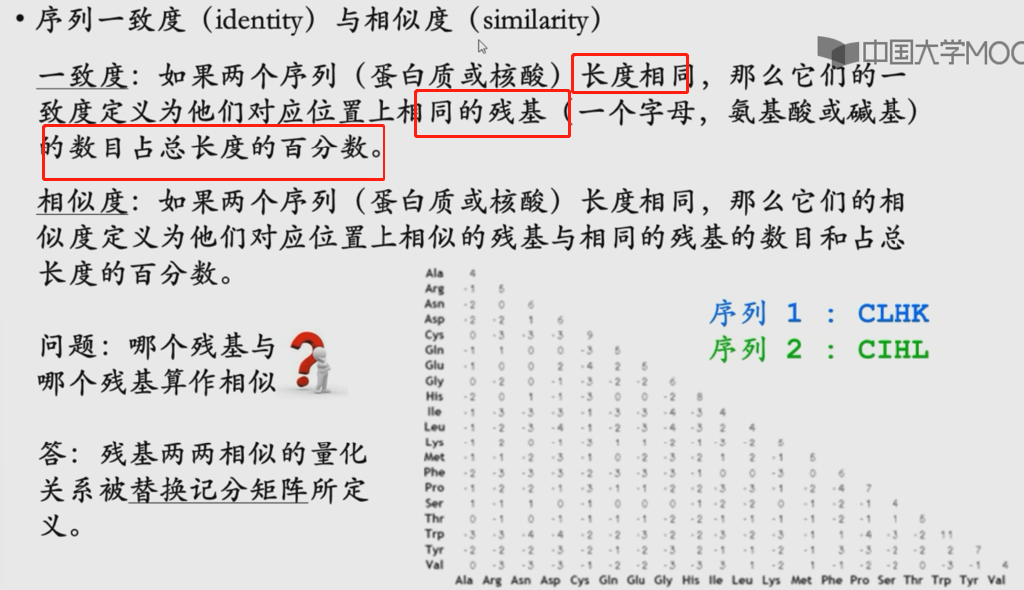 • 序列一致度（identity）与相似度（similarity）
中国大学MOO
一致度：如果两个序列（蛋白质或核酸）长度相同，那么它们的一
致度定义为他们对应位置上相同的残基（一个字母，氨基酸或碱基）
的数目占总长度的百分数。
相似度：如果两个序列（蛋白质或核酸）长度相同，那么它们的相
似度定义为他们对应位置上相似的残基与相同的残基的数目和占总
长度的百分数。
问题：哪个残基与
哪个残基算作相似
答：残基两两相似的量化
关系被替换记分矩阵所定
义。
序列 1 : CLHK
序列 2 : CIHL
Ala 4
Arg -1 5
Asn -2 0 6
Asp -2 -2 1 6
Cys 0 -3 -3 -3 9
Gln -1 1 0 0 -3 5
Glu -1 0 0 2 -4 2 5
Gly 0 -2 0 -1 -3 -2 -2 6
His -2 0 1 -1 -3 0 0 -2 8
Ile -1 -3 -3 -3 -1 -3 -3 -4 -3 4
Leu -1 -2 -3 -4 -1 -2 -3 -4 -3 2 4
Lys -1 2 0 -1 -3 1 1 -2 -1 -3 -2 5
Met -1 -1 -2 -3 -1 0 -2 -3 -2 1 2 -1 5
Phe -2 -3 -3 -3 -2 -3 -3 -3 -1 0 0 -3 0 6
Pro -1 -2 -2 -1 -3 -1 -1 -2 -2 -3 -3 -1 -2 -4 7
Ser 1 -1 1 0 -1 0 0 0 -1 -2 -2 0 -1 -2 -1 4
Thr 0 -1 0 -1 -1 -1 -1 -2 -2 -1 -1 -1 -1 -2 -1 1 5
Trp -3 -3 -4 -4 -2 -2 -3 -2 -2 -3 -2 -3 -1 1 -4 -3 -2 11
Tyr -2 -2 -2 -3 -2 -1 -2 -3 2 -1 -1 -2 -1 3 -3 -2 -2 2 7
Val 0 -3 -3 -3 -1 -2 -2 -3 -3 3 1 -2 1 -1 -2 -2 0 -3 -1 4
Ala Arg Asn Asp Cys Gln Glu Gly His Ile Leu Lys Met Phe Pro Ser Thr Trp Tyr Val